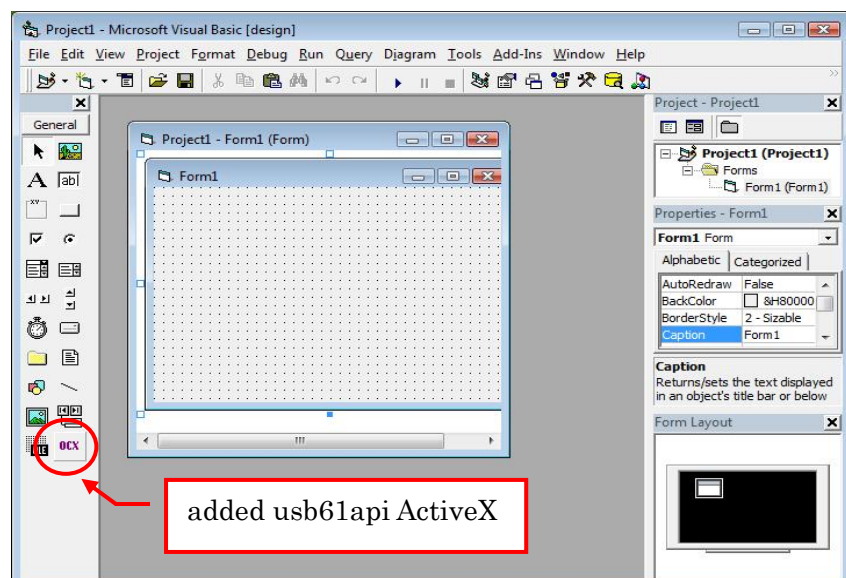 Project1 - Microsoft Visual Basic [design]
File Edit View Project Format Debug Run Query Diagram Tools Add-Ins Window Help
General
A ab|
xv
OCX
Project1 - Form1 (Form)
Form1
added usb61api ActiveX
Project - Project1
Project1 (Project1)
Forms
Form1 (Form1)
Properties - Form1
Form1 Form
Alphabetic Categorized
AutoRedraw False
BackColor &H80000
BorderStyle 2 - Sizable
Caption Form1
Caption
Returns/sets the text displayed
in an object's title bar or below
Form Layout